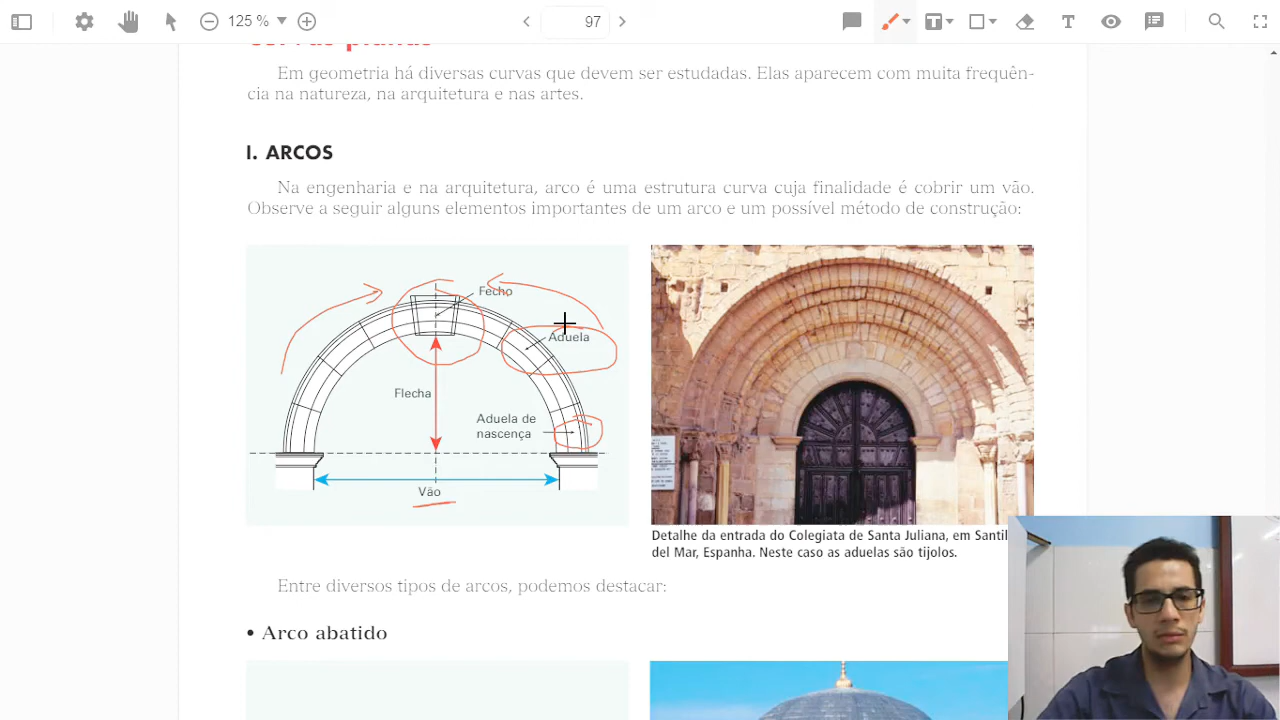 125 %
97
Em geometria há diversas curvas que devem ser estudadas. Elas aparecem com muita frequên-
cia na natureza, na arquitetura e nas artes.
I. ARCOS
Na engenharia e na arquitetura, arco é uma estrutura curva cuja finalidade é cobrir um vão.
Observe a seguir alguns elementos importantes de um arco e um possível método de construção:
Fecho
Aduela
Flecha
Aduela de
nascença
Vão
Detalhe da entrada do Colegiata de Santa Juliana, em Santil
del Mar, Espanha. Neste caso as aduelas são tijolos.
Entre diversos tipos de arcos, podemos destacar:
• Arco abatido